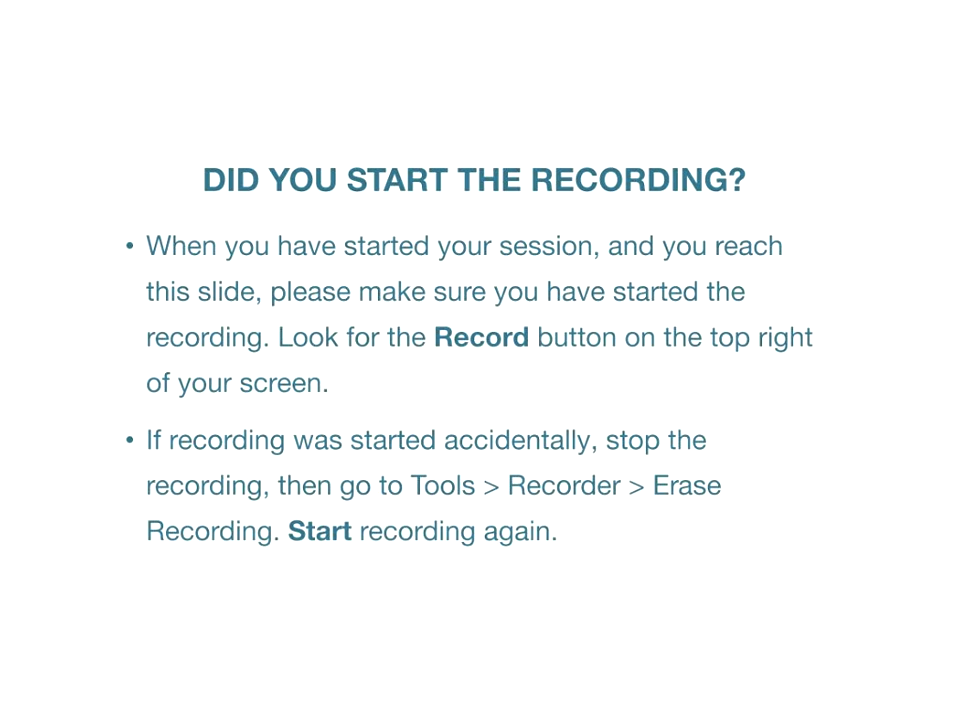 DID YOU START THE RECORDING?
• When you have started your session, and you reach
this slide, please make sure you have started the
recording. Look for the Record button on the top right
of your screen.
• If recording was started accidentally, stop the
recording, then go to Tools > Recorder > Erase
Recording. Start recording again.